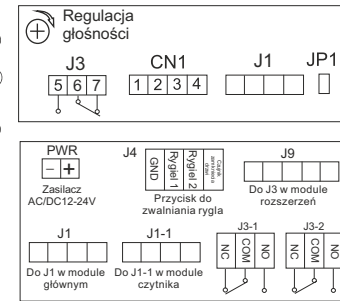 Regulacja
głośności
J3 CN1 J1 JP1
5 6 7 1 2 3 4
PWR J4 GND Rygiel 1 Rygiel 2 Czujnik J9
- +
Zasilacz
AC/DC12-24V
Przycisk do
zwalniania rygla
Do J3 w module
rozszerzeń
J1 J1-1 J3-1 J3-2
NC COM NO NC COM NO
Do J1 w module
głównym
Do J1-1 w module
czytnika